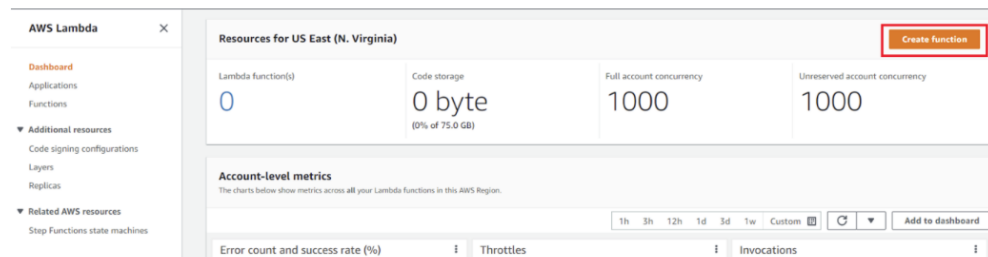 AWS Lambda
Dashboard
Applications
Functions
Additional resources
Code signing configurations
Layers
Replicas
Related AWS resources
Step Functions state machines
Resources for US East (N. Virginia)
Create function
Lambda function(s)
0
Code storage
0 byte
(0% of 75.0 GB)
Full account concurrency
1000
Unreserved account concurrency
1000
Account-level metrics
The charts below show metrics across all your Lambda functions in this AWS Region.
1h 3h 12h 1d 3d 1w Custom
Add to dashboard
Error count and success rate (%)
Throttles
Invocations